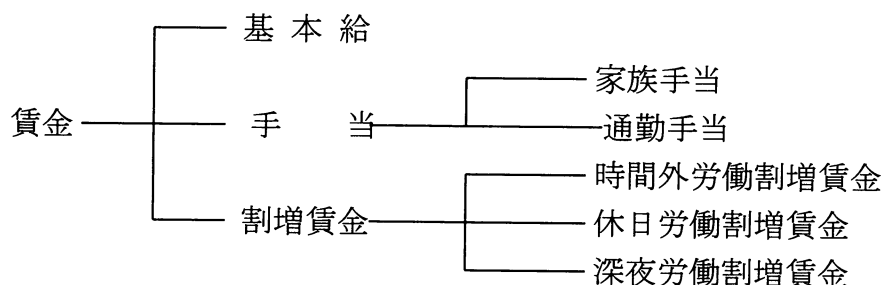 基本給
家族手当
賃金 手当 通勤手当
時間外労働割増賃金
割増賃金 休日労働割増賃金
深夜労働割増賃金